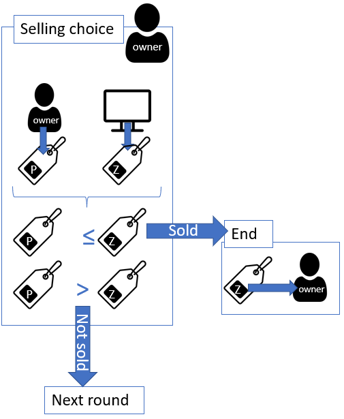 Selling choice
owner
owner
P
Z
P ≤ Z
Sold
End
P > Z
Z
owner
Not sold
Next round